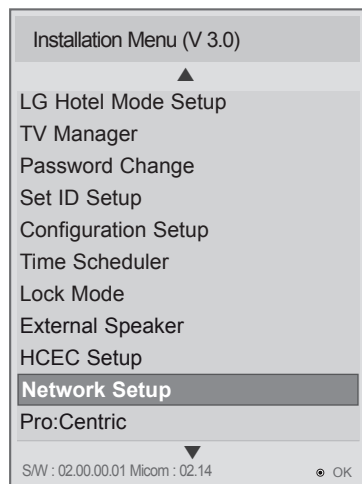 Installation Menu (V 3.0)
LG Hotel Mode Setup
TV Manager
Password Change
Set ID Setup
Configuration Setup
Time Scheduler
Lock Mode
External Speaker
HCEC Setup
Network Setup
Pro:Centric
S/W : 02.00.00.01 Micom : 02.14 OK